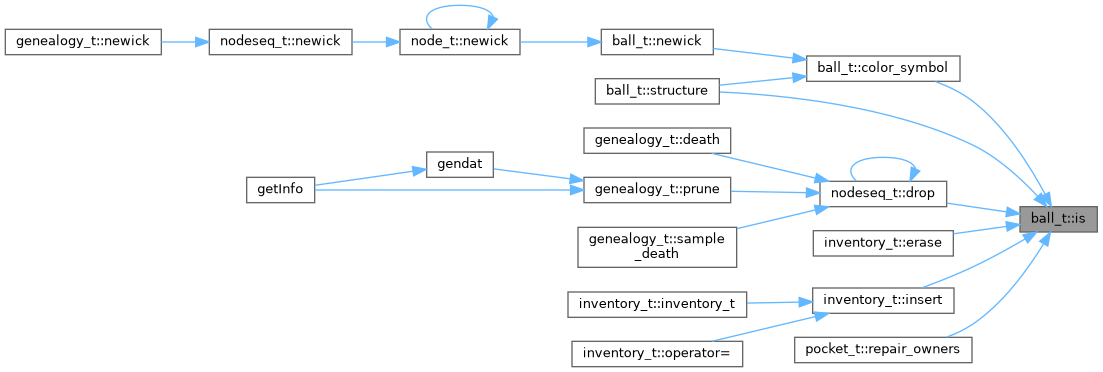 genealogy_t::newick
nodeseq_t::newick
node_t::newick
ball_t::newick
ball_t::color_symbol
ball_t::structure
genealogy_t::death
gendat
getInfo
genealogy_t::prune
nodeseq_t::drop
ball_t::is
genealogy_t::sample
_death
inventory_t::erase
inventory_t::inventory_t
inventory_t::insert
inventory_t::operator=
pocket_t::repair_owners